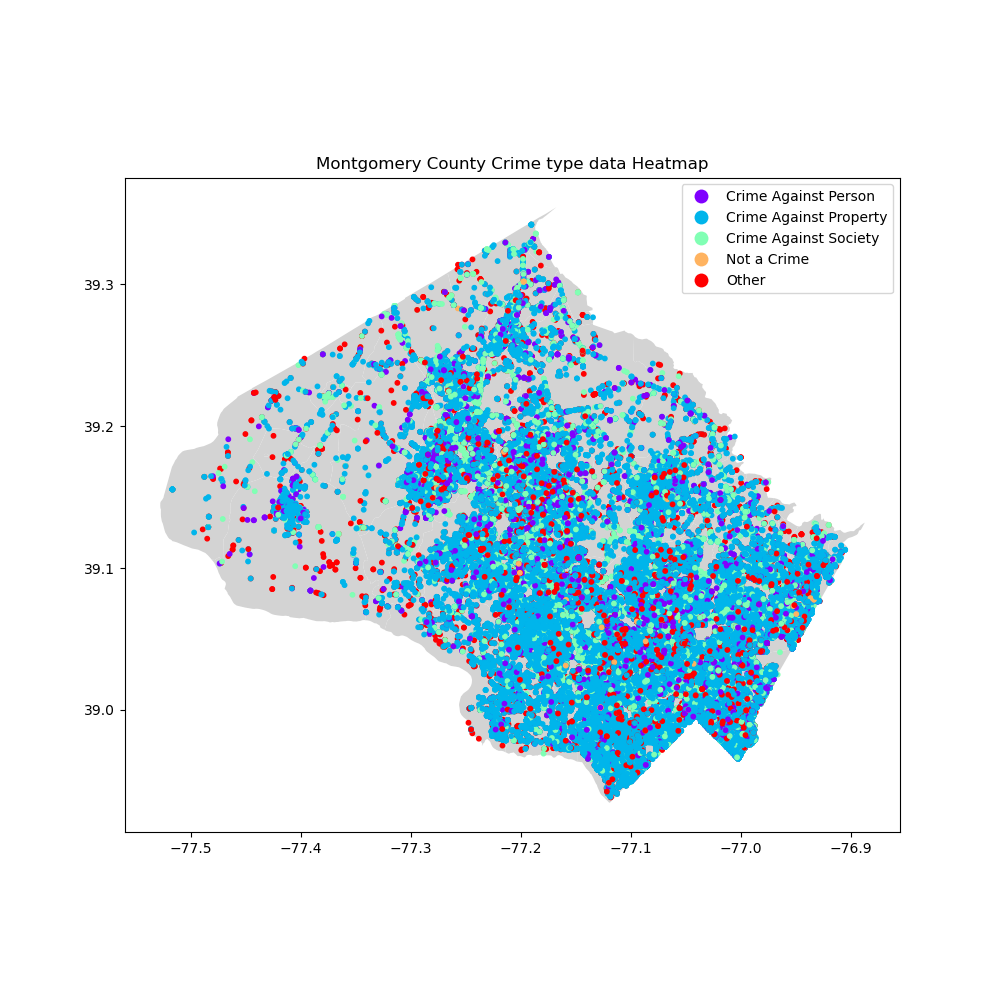 Montgomery County Crime type data Heatmap
Crime Against Person
Crime Against Property
Crime Against Society
Not a Crime
Other
39.3
39.2
39.1
39.0
−77.5 −77.4 −77.3 −77.2 −77.1 −77.0 −76.9